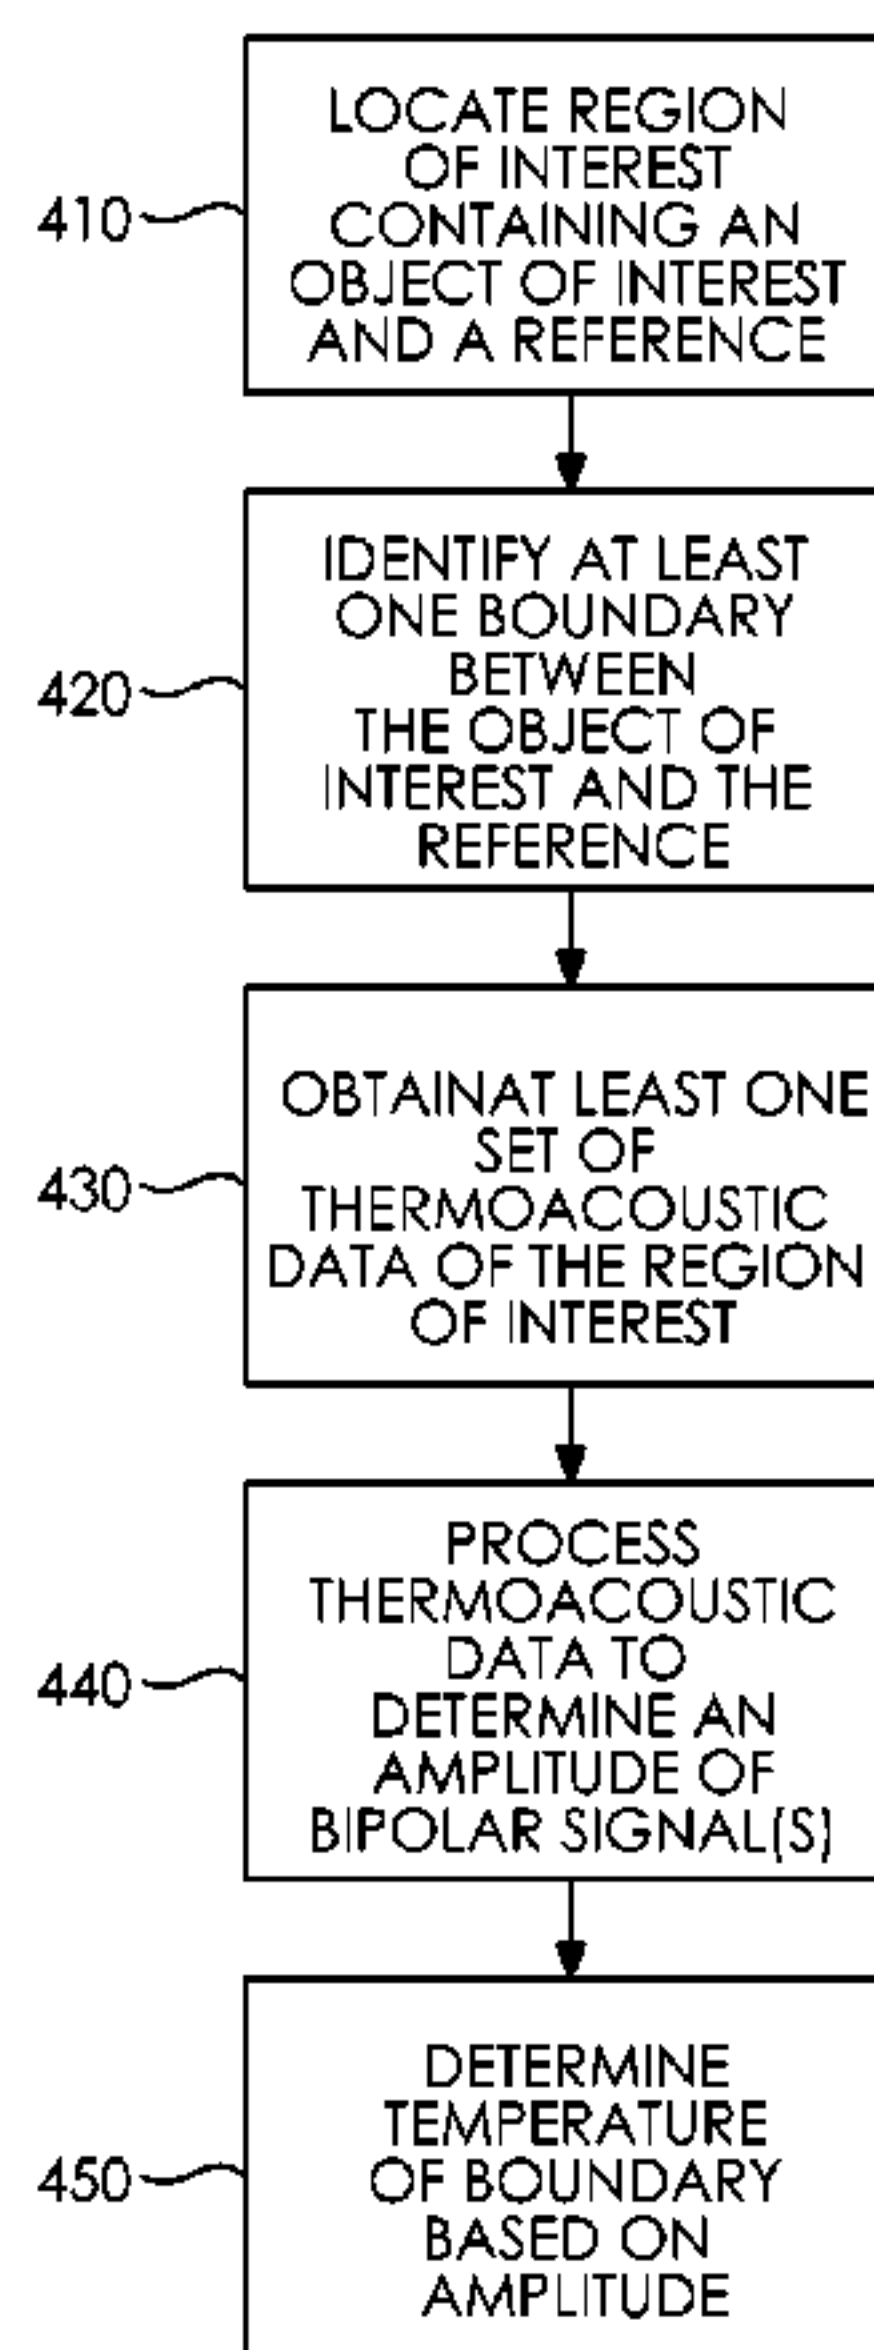 LOCATE REGION
OF INTEREST
410
CONTAINING AN
OBJECT OF INTEREST
AND A REFERENCE
IDENTIFY AT LEAST
ONE BOUNDARY
BETWEEN
420
THE OBJECT OF
INTEREST AND THE
REFERENCE
OBTAINAT LEAST ONE
SET OF
430
THERMOACOUSTIC
DATA OF THE REGION
OF INTEREST
PROCESS
THERMOACOUSTIC
DATA TO
440
DETERMINE AN
AMPLITUDE OF
BIPOLAR SIGNAL(S)
DETERMINE
TEMPERATURE
450
OF BOUNDARY
BASED ON
AMPLITUDE